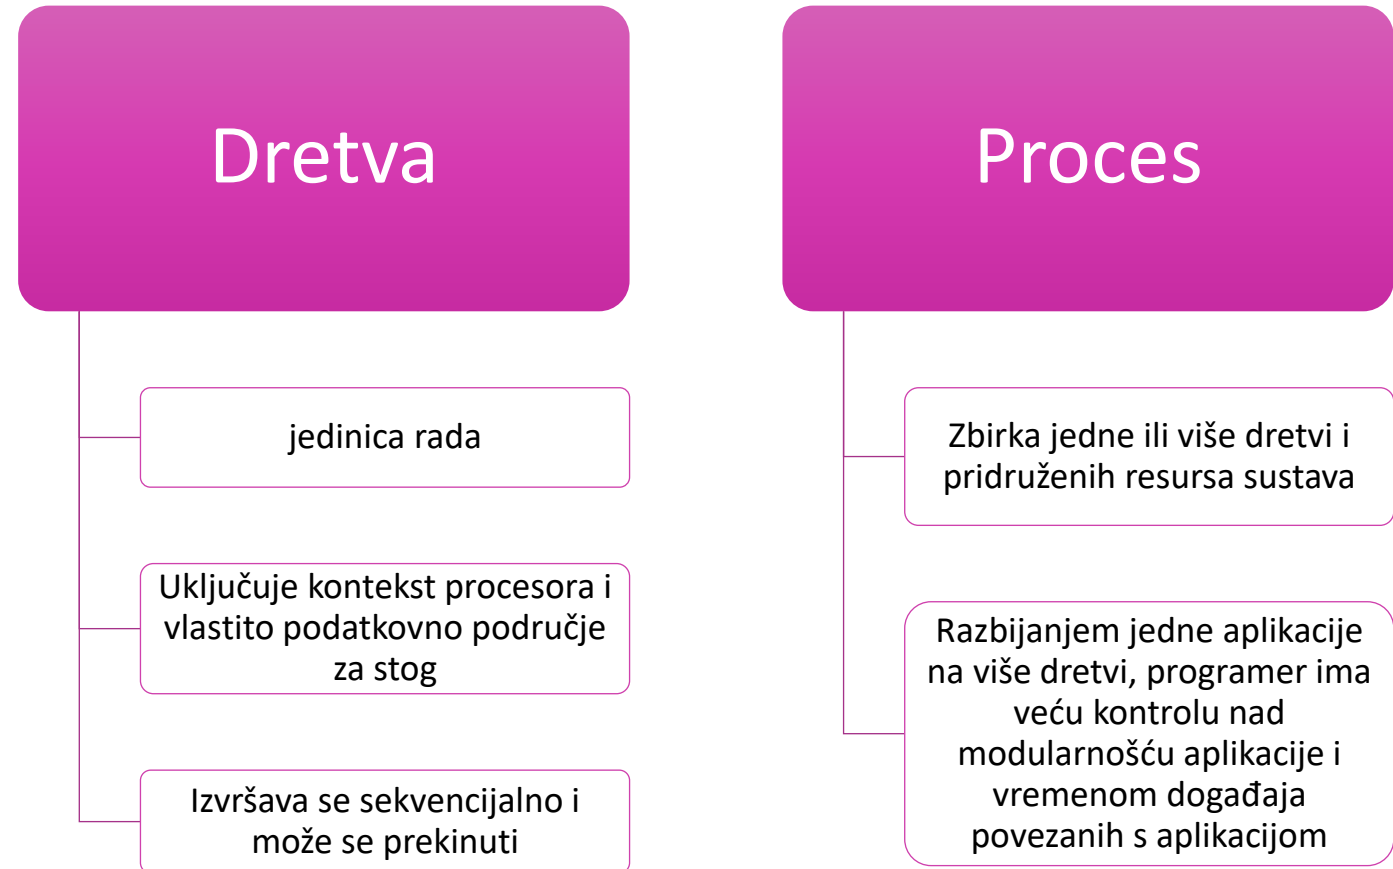 Dretva
jedinica rada
Uključuje kontekst procesora i
vlastito podatkovno područje
za stog
Izvršava se sekvencijalno i
može se prekinuti
Proces
Zbirka jedne ili više dretvi i
pridruženih resursa sustava
Razbijanjem jedne aplikacije
na više dretvi, programer ima
veću kontrolu nad
modularnošću aplikacije i
vremenom događaja
povezanih s aplikacijom